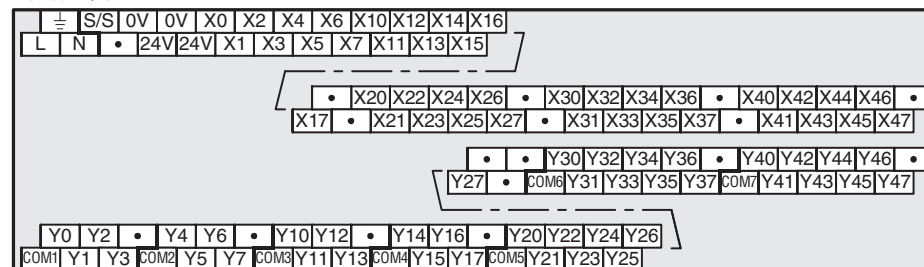 S/S 0V 0V X0 X2 X4 X6 X10 X12 X14 X16
L N • 24V 24V X1 X3 X5 X7 X11 X13 X15
• X20 X22 X24 X26 • X30 X32 X34 X36 • X40 X42 X44 X46 •
X17 • X21 X23 X25 X27 • X31 X33 X35 X37 • X41 X43 X45 X47
• • Y30 Y32 Y34 Y36 • Y40 Y42 Y44 Y46 •
Y27 • COM6 Y31 Y33 Y35 Y37 COM7 Y41 Y43 Y45 Y47
Y0 Y2 • Y4 Y6 • Y10 Y12 • Y14 Y16 • Y20 Y22 Y24 Y26
COM1 Y1 Y3 COM2 Y5 Y7 COM3 Y11 Y13 COM4 Y15 Y17 COM5 Y21 Y23 Y25